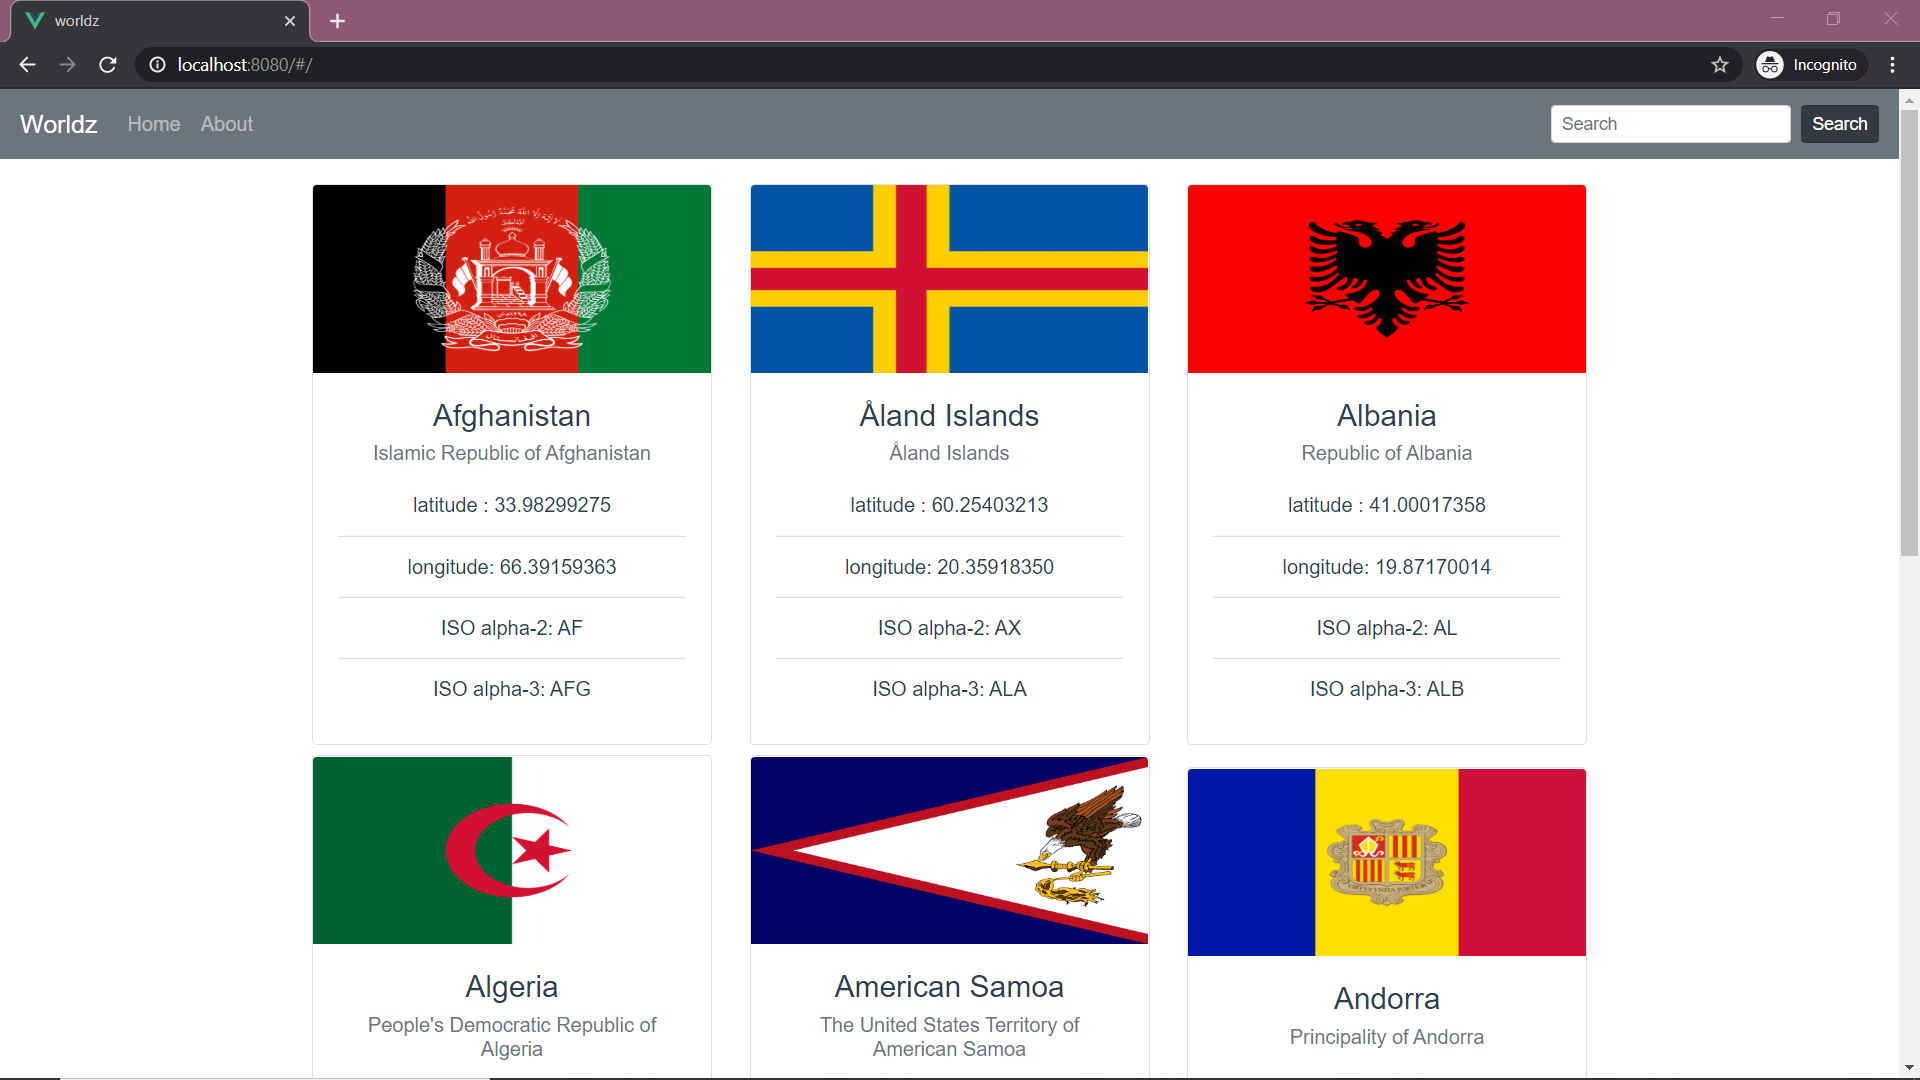 worldz
localhost:8080/#/
Incognito
Worldz Home About
Search Search
Afghanistan
Islamic Republic of Afghanistan
latitude : 33.98299275
longitude: 66.39159363
ISO alpha-2: AF
ISO alpha-3: AFG
Åland Islands
Åland Islands
latitude : 60.25403213
longitude: 20.35918350
ISO alpha-2: AX
ISO alpha-3: ALA
Albania
Republic of Albania
latitude : 41.00017358
longitude: 19.87170014
ISO alpha-2: AL
ISO alpha-3: ALB
Algeria
People's Democratic Republic of
Algeria
American Samoa
The United States Territory of
American Samoa
VIRTVS VNITA FORTIOR
Andorra
Principality of Andorra